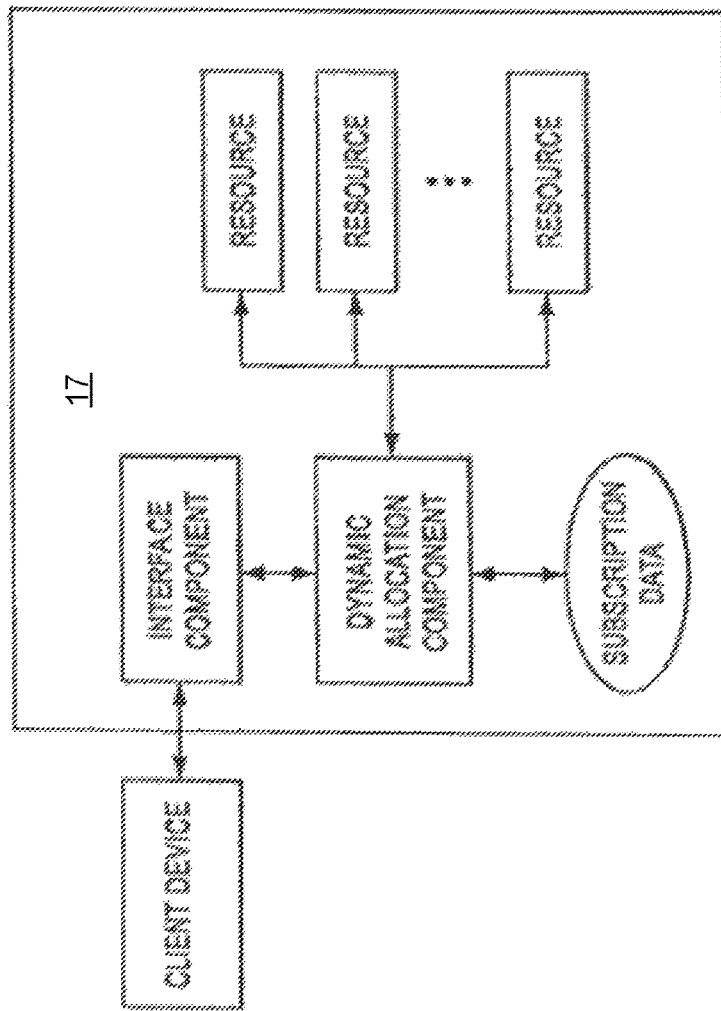 17
CLIENT DEVICE
INTERFACE
COMPONENT
DYNAMIC
ALLOCATION
COMPONENT
SUBSCRIPTION
DATA
RESOURCE
RESOURCE
RESOURCE